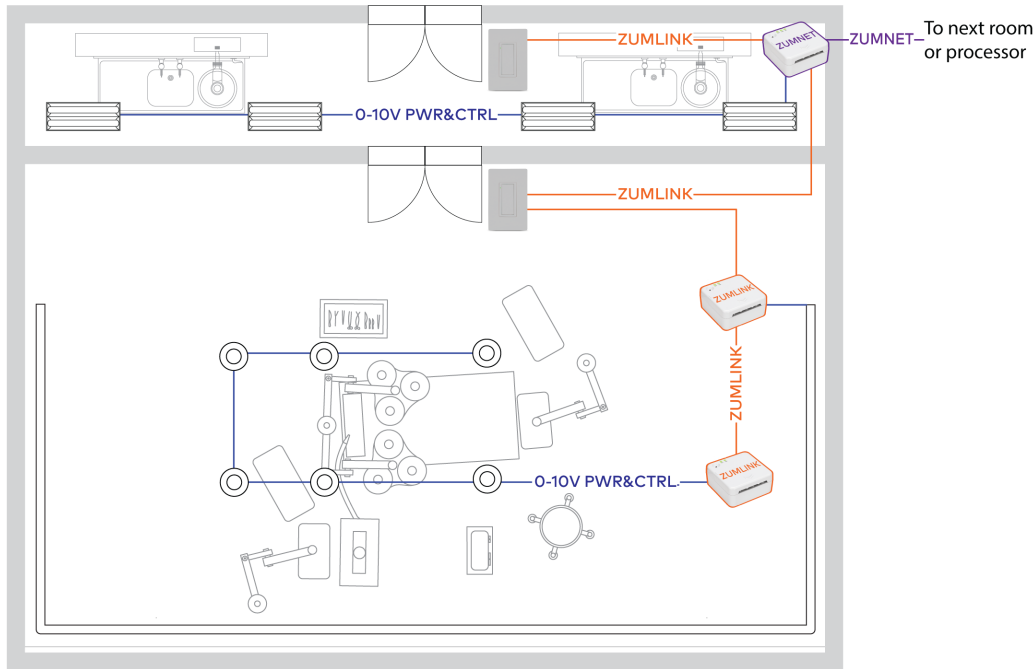 ZUMLINK
ZUMNET
ZUMNET
To next room
or processor
0-10V PWR&CTRL
ZUMLINK
ZUMLINK
ZUMLINK
ZUMLINK
0-10V PWR&CTRL.